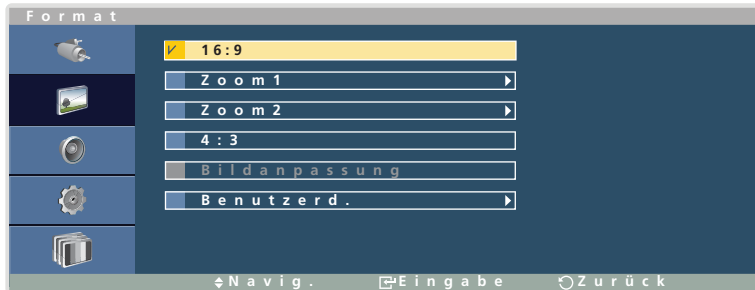 Format
16:9
Zoom1
Zoom2
4:3
Bildanpassung
Benutzerd.
Navig. Eingabe Zurück